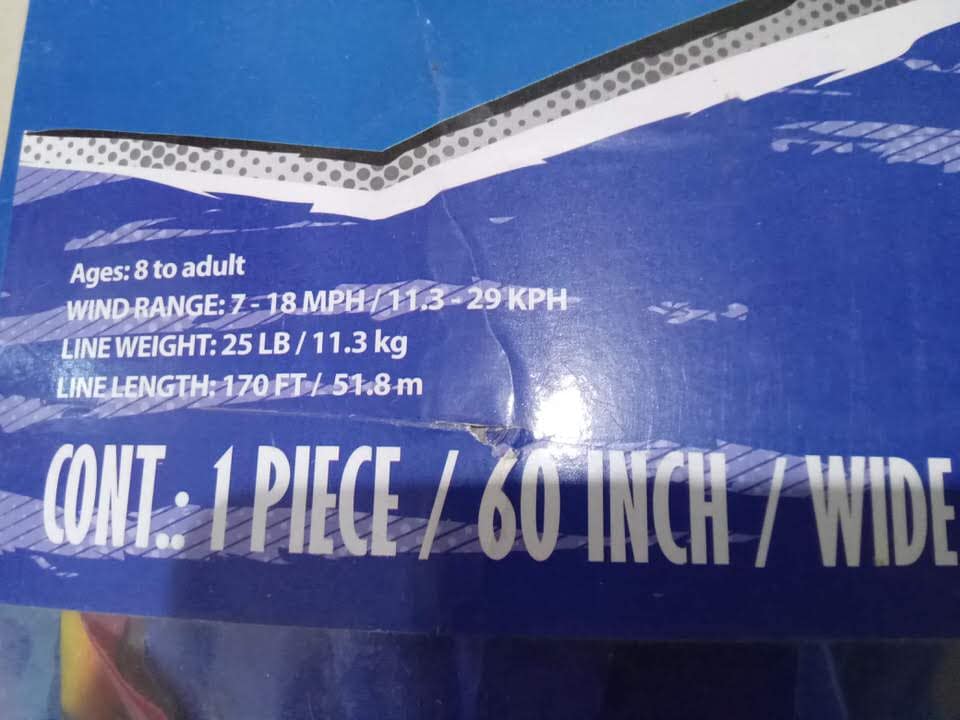 Ages: 8 to adult
WIND RANGE: 7 - 18 MPH / 11.3 - 29 KPH
LINE WEIGHT: 25 LB / 11.3 kg
LINE LENGTH: 170 FT / 51.8 m
CONT.: 1 PIECE / 60 INCH / WIDE